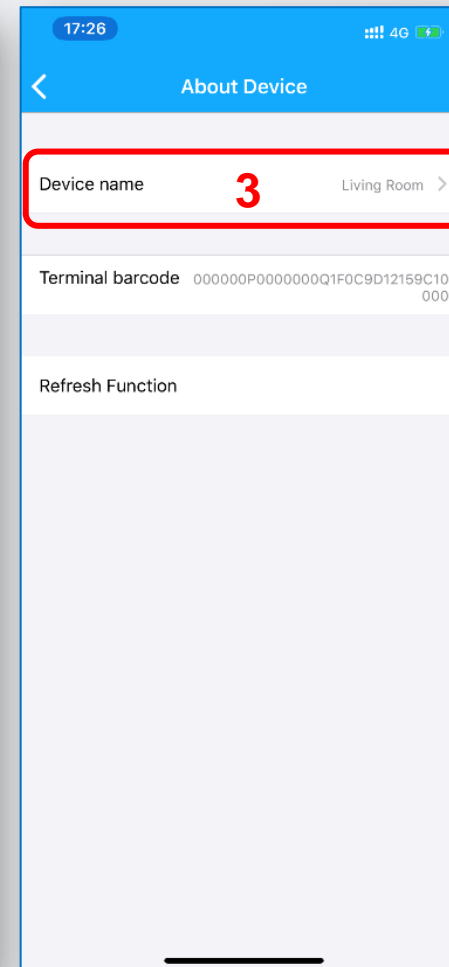 17:26 4G
About Device
Device name 3 Living Room
Terminal barcode 000000P0000000Q1F0C9D12159C10
000
Refresh Function